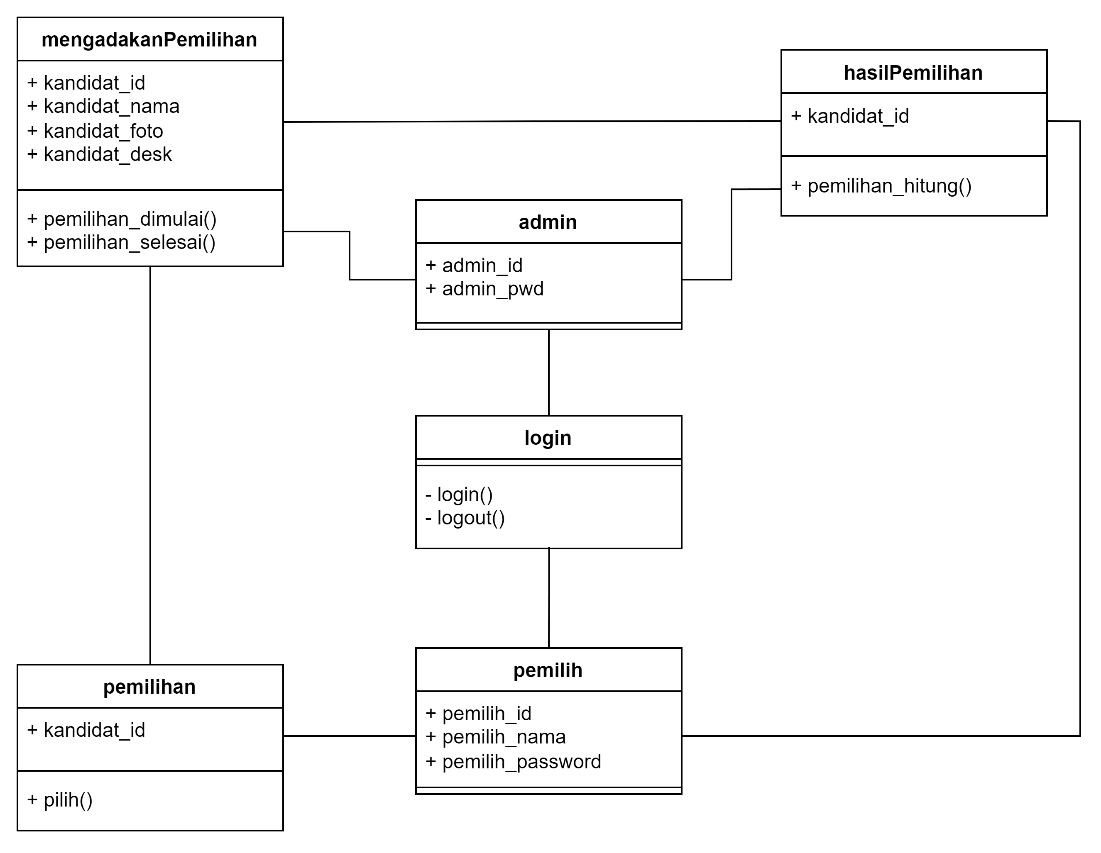 mengadakanPemilihan
+ kandidat_id
+ kandidat_nama
+ kandidat_foto
+ kandidat_desk
+ pemilihan_dimulai()
+ pemilihan_selesai()
hasilPemilihan
+ kandidat_id
+ pemilihan_hitung()
admin
+ admin_id
+ admin_pwd
login
- login()
- logout()
pemilihan
+ kandidat_id
+ pilih()
pemilih
+ pemilih_id
+ pemilih_nama
+ pemilih_password